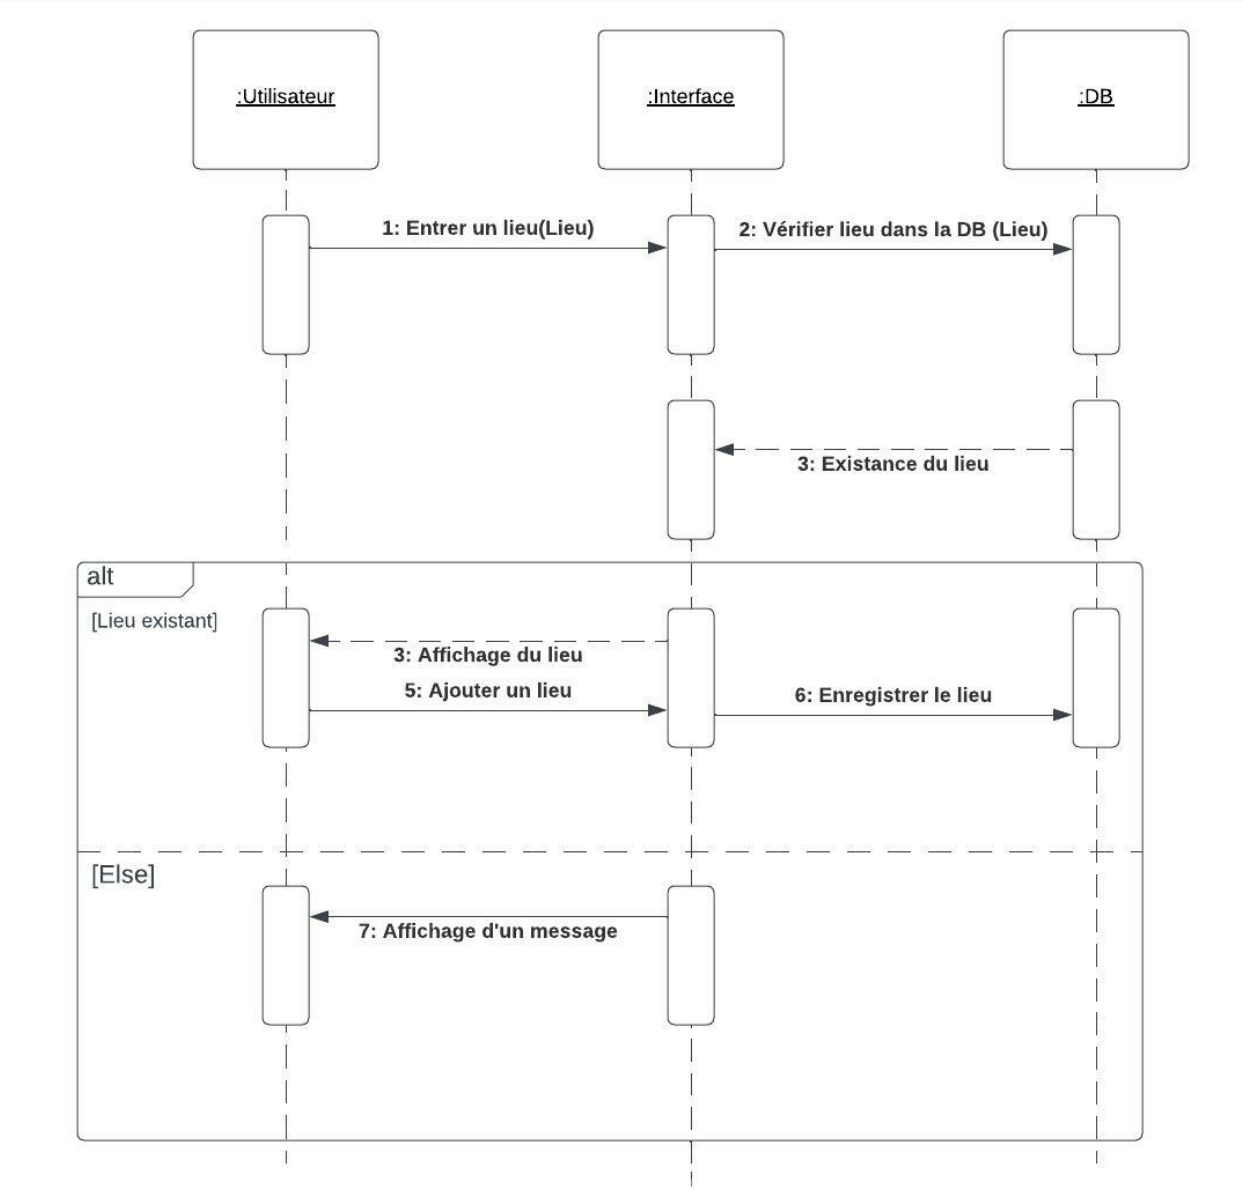 :Utilisateur
:Interface
:DB
1: Entrer un lieu(Lieu)
2: Vérifier lieu dans la DB (Lieu)
3: Existance du lieu
alt
[Lieu existant]
3: Affichage du lieu
5: Ajouter un lieu
6: Enregistrer le lieu
[Else]
7: Affichage d'un message